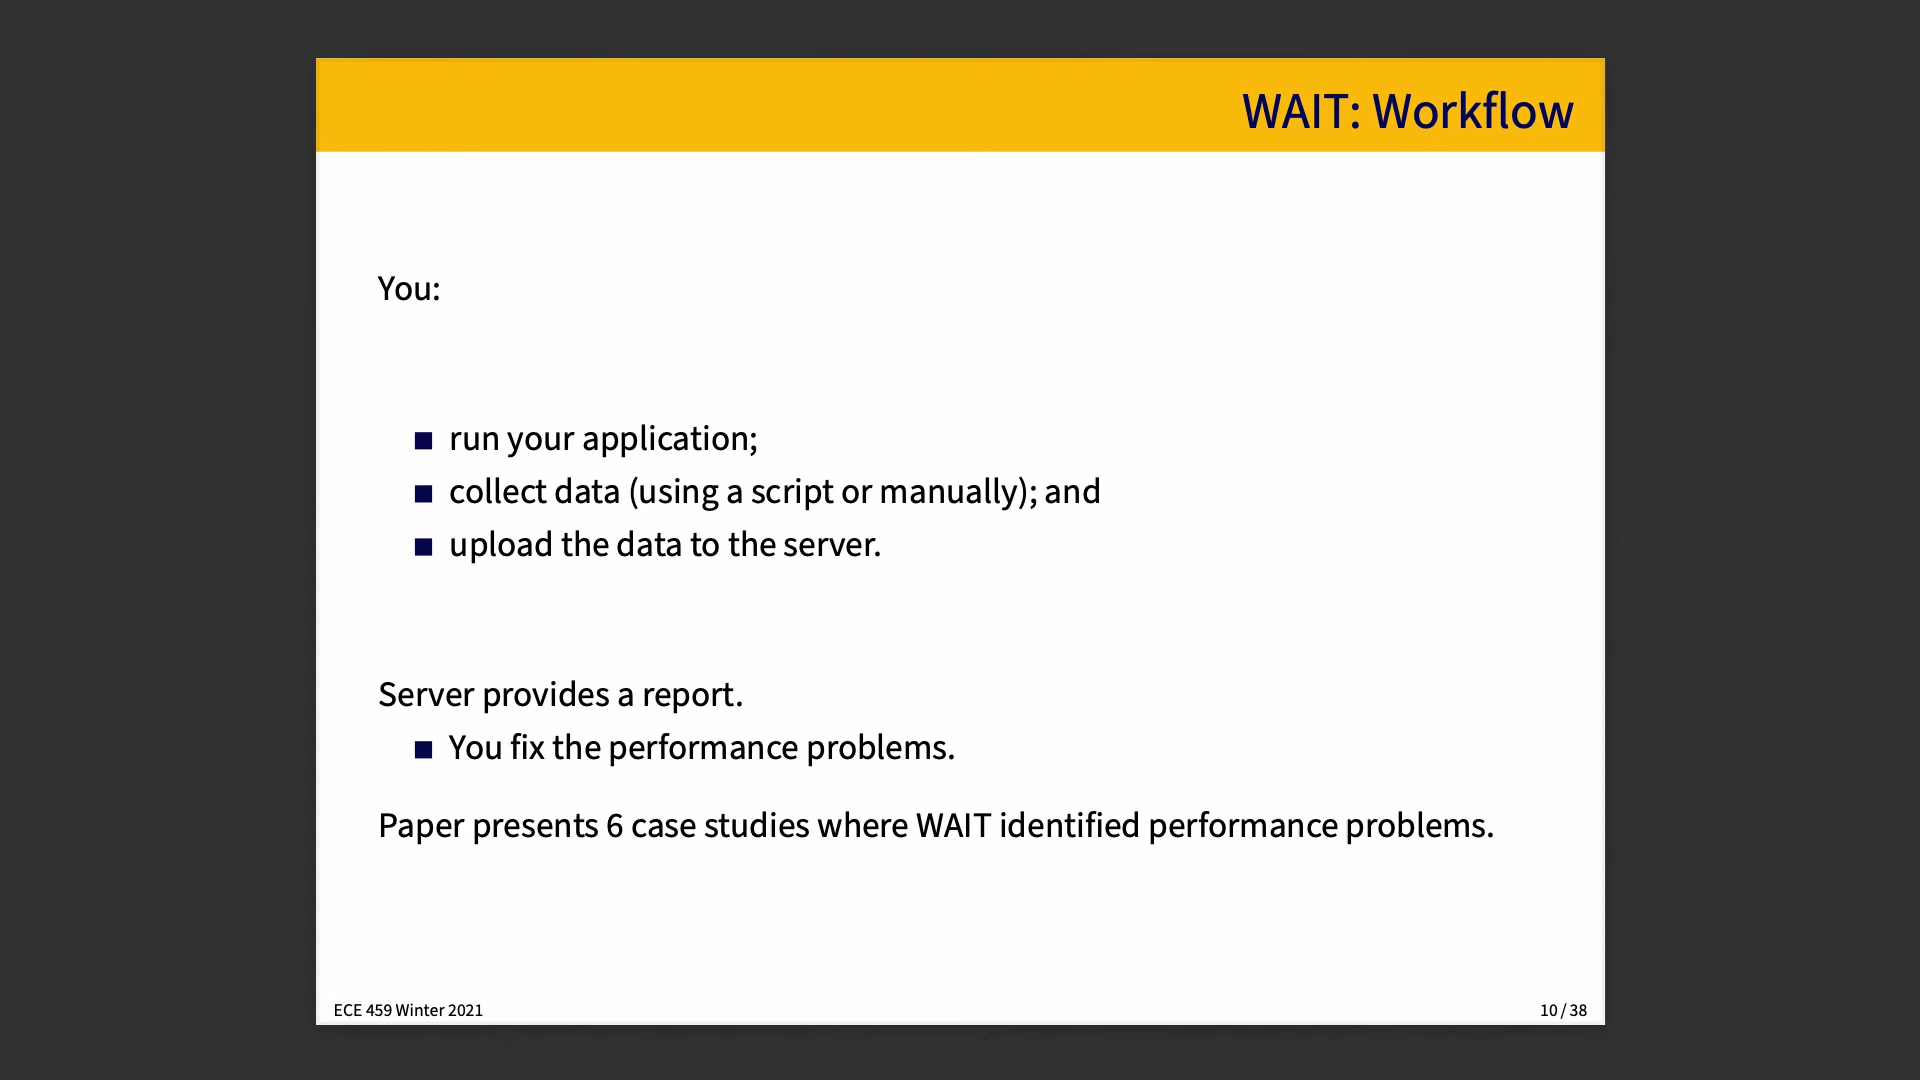 WAIT: Workflow
You:
■ run your application;
■ collect data (using a script or manually); and
■ upload the data to the server.
Server provides a report.
■ You fix the performance problems.
Paper presents 6 case studies where WAIT identified performance problems.
ECE 459 Winter 2021
10 / 38